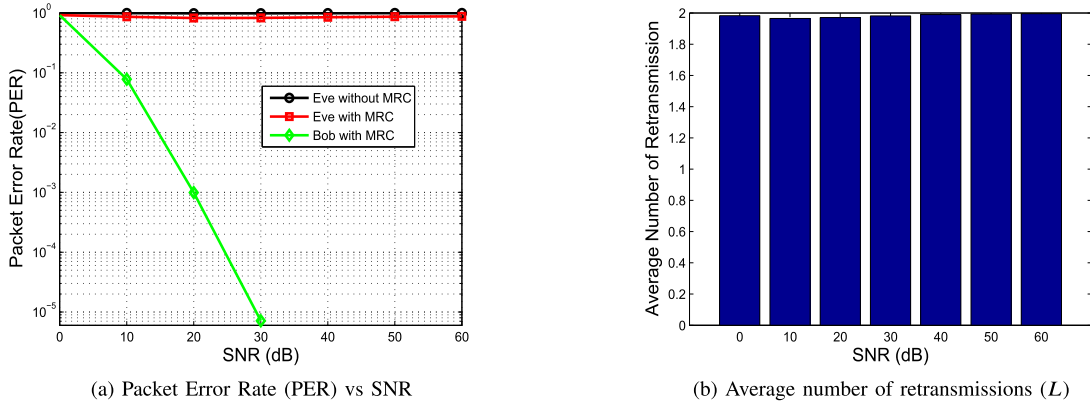 Packet Error Rate(PER)
10^0
10^-1
10^-2
10^-3
10^-4
10^-5
Eve without MRC
Eve with MRC
Bob with MRC
0 10 20 30 40 50 60
SNR (dB)
(a) Packet Error Rate (PER) vs SNR
Average Number of Retransmission
2
1.8
1.6
1.4
1.2
1
0.8
0.6
0.4
0.2
0
0 10 20 30 40 50 60
SNR (dB)
(b) Average number of retransmissions (L)